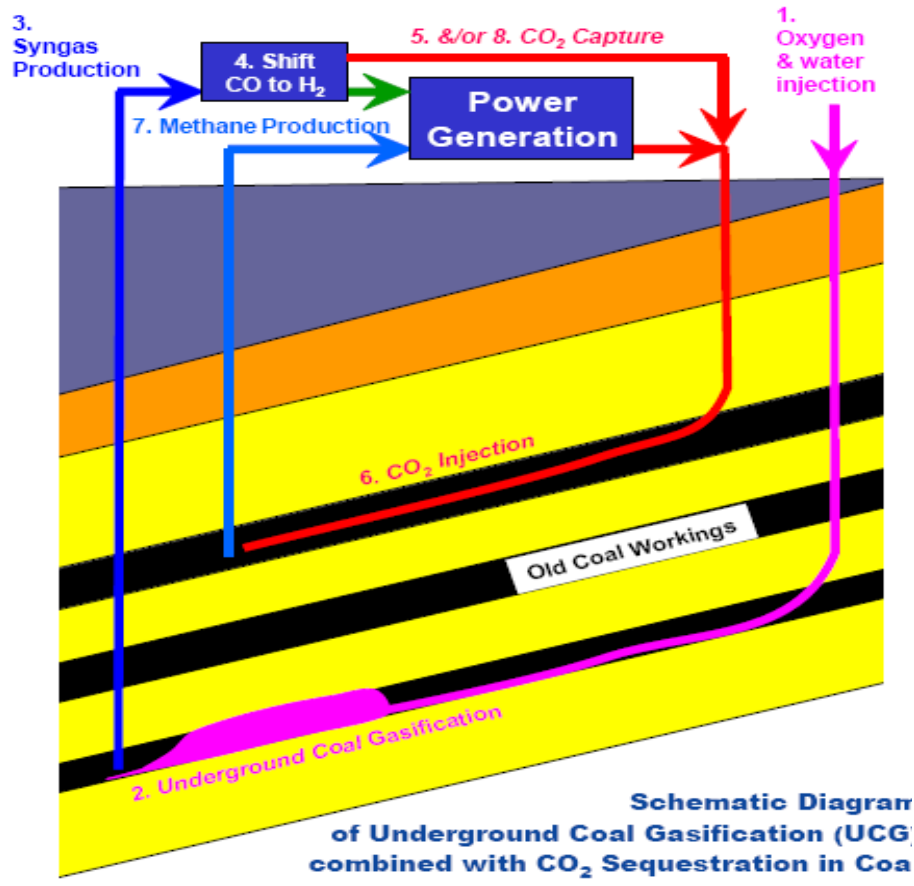 3.
Syngas
Production
4. Shift
CO to H₂
5. &/or 8. CO₂ Capture
1.
Oxygen
& water
injection
7. Methane Production
Power
Generation
6. CO₂ Injection
Old Coal Workings
2. Underground Coal Gasification
Schematic Diagram
of Underground Coal Gasification (UCG)
combined with CO₂ Sequestration in Coa